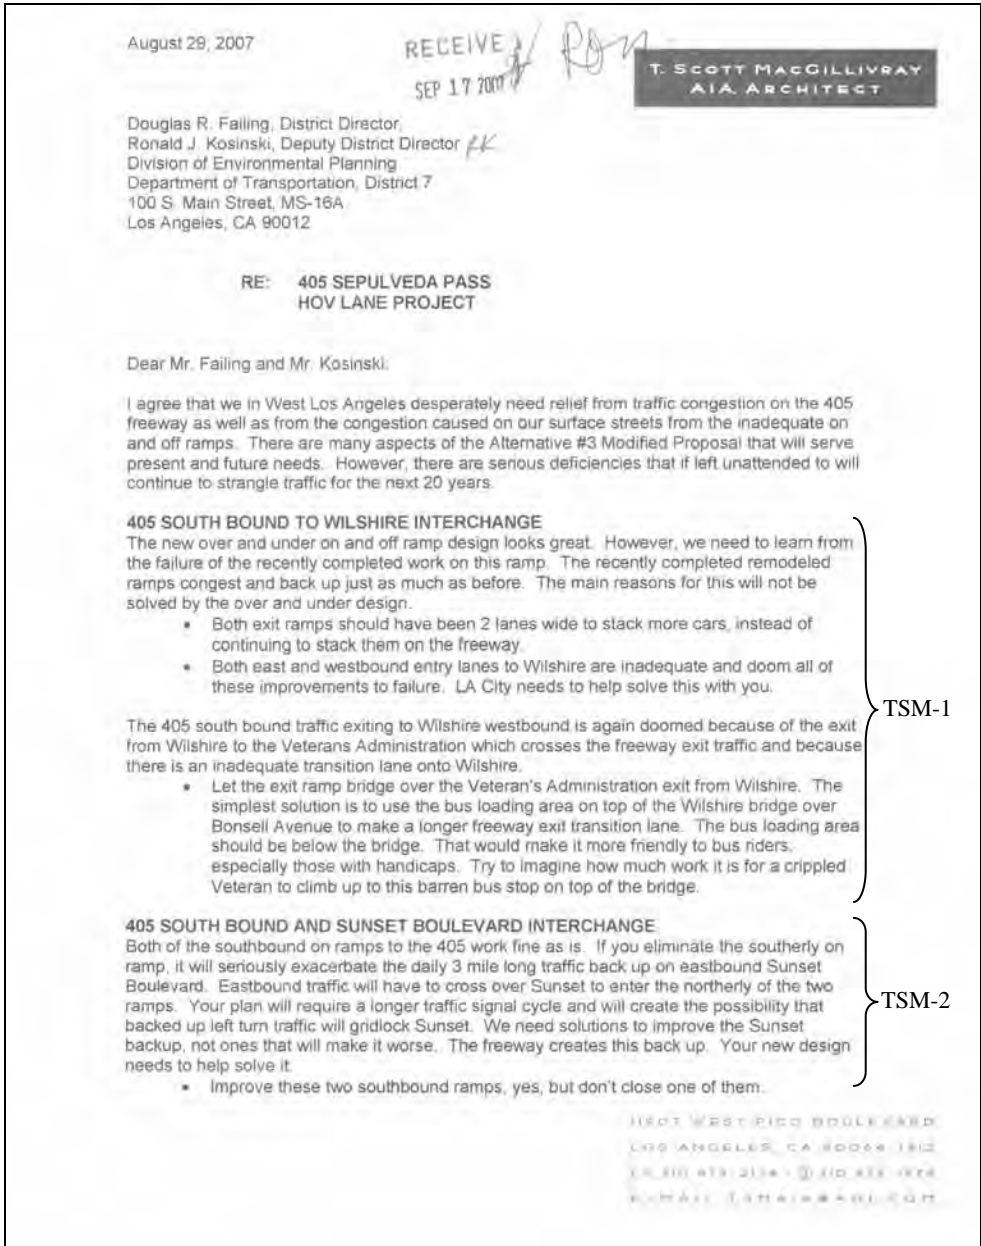 August 29, 2007
RECEIVE
SEP 17 2007
T. SCOTT MACGILLIVRAY
AIA ARCHITECT
Douglas R. Failing, District Director,
Ronald J. Kosinski, Deputy District Director RK
Division of Environmental Planning
Department of Transportation, District 7
100 S. Main Street, MS-16A
Los Angeles, CA 90012
RE: 405 SEPULVEDA PASS
HOV LANE PROJECT
Dear Mr. Failing and Mr. Kosinski:
I agree that we in West Los Angeles desperately need relief from traffic congestion on the 405
freeway as well as from the congestion caused on our surface streets from the inadequate on
and off ramps. There are many aspects of the Alternative #3 Modified Proposal that will serve
present and future needs. However, there are serious deficiencies that if left unattended to will
continue to strangle traffic for the next 20 years.
405 SOUTH BOUND TO WILSHIRE INTERCHANGE
The new over and under on and off ramp design looks great. However, we need to learn from
the failure of the recently completed work on this ramp. The recently completed remodeled
ramps congest and back up just as much as before. The main reasons for this will not be
solved by the over and under design.
• Both exit ramps should have been 2 lanes wide to stack more cars, instead of
continuing to stack them on the freeway.
• Both east and westbound entry lanes to Wilshire are inadequate and doom all of
these improvements to failure. LA City needs to help solve this with you.
TSM-1
The 405 south bound traffic exiting to Wilshire westbound is again doomed because of the exit
from Wilshire to the Veterans Administration which crosses the freeway exit traffic and because
there is an inadequate transition lane onto Wilshire.
• Let the exit ramp bridge over the Veteran's Administration exit from Wilshire. The
simplest solution is to use the bus loading area on top of the Wilshire bridge over
Bonsell Avenue to make a longer freeway exit transition lane. The bus loading area
should be below the bridge. That would make it more friendly to bus riders,
especially those with handicaps. Try to imagine how much work it is for a crippled
Veteran to climb up to this barren bus stop on top of the bridge.
405 SOUTH BOUND AND SUNSET BOULEVARD INTERCHANGE
Both of the southbound on ramps to the 405 work fine as is. If you eliminate the southerly on
ramp, it will seriously exacerbate the daily 3 mile long traffic back up on eastbound Sunset
Boulevard. Eastbound traffic will have to cross over Sunset to enter the northerly of the two
ramps. Your plan will require a longer traffic signal cycle and will create the possibility that
TSM-2
backed up left turn traffic will gridlock Sunset. We need solutions to improve the Sunset
backup, not ones that will make it worse. The freeway creates this back up. Your new design
needs to help solve it.
• Improve these two southbound ramps, yes, but don't close one of them.
WEST PICO BOULEVARD
LOS ANGELES, CA 90064